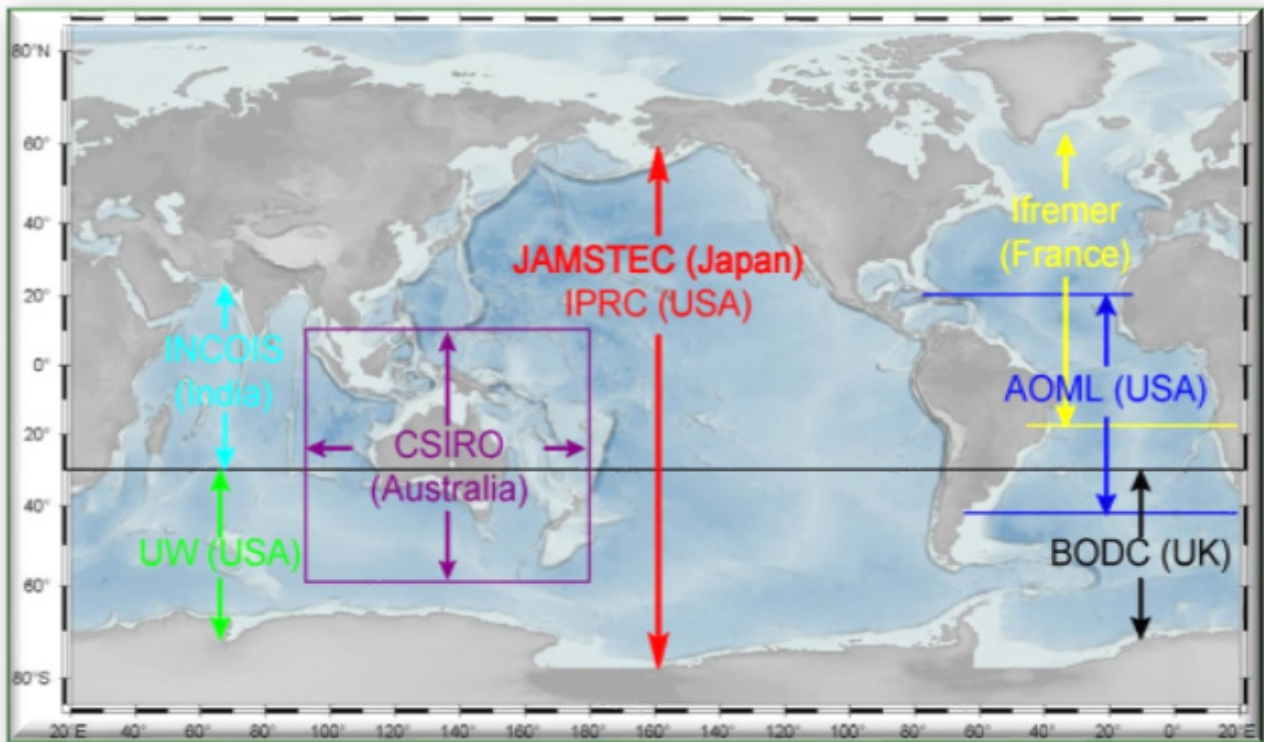 80°N
60°
40°
20°
0°
20°
40°
60°
80°S
Ifremer
(France)
JAMSTEC (Japan)
IPRC (USA)
INCOIS
(India)
AOML (USA)
CSIRO
(Australia)
UW (USA)
BODC (UK)
20°E 40° 60° 80° 100° 120° 140° 160° 180° 160° 140° 120° 100° 80° 60° 40° 20° 0° 20°E